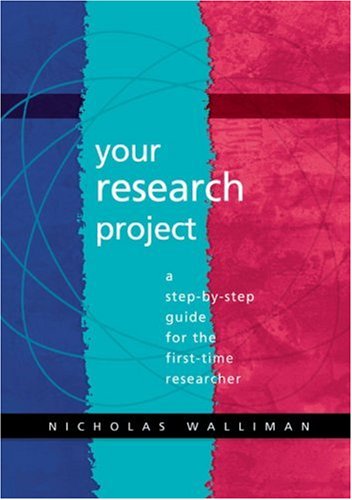 your
research
project
a
step-by-step
guide
for the
first-time
researcher
NICHOLAS WALLIMAN